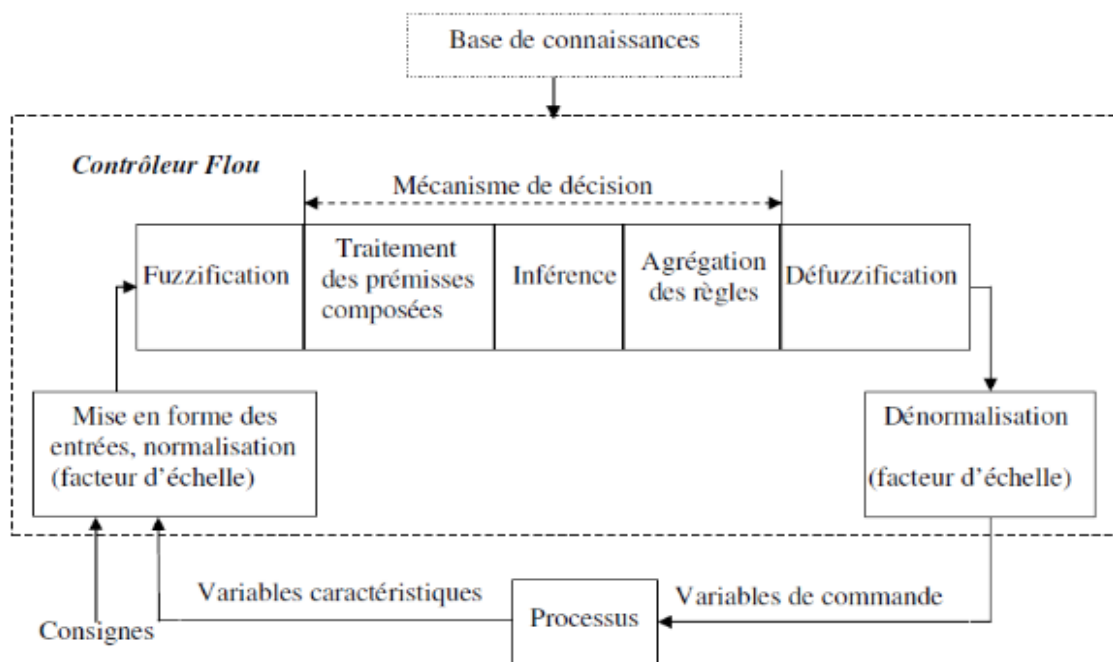 Base de connaissances
Contrôleur Flou
Mécanisme de décision
Fuzzification
Traitement
des prémisses
composées
Inférence
Agrégation
des règles
Défuzzification
Mise en forme des
entrées, normalisation
(facteur d'échelle)
Dénormalisation
(facteur d'échelle)
Variables caractéristiques
Processus
Variables de commande
Consignes